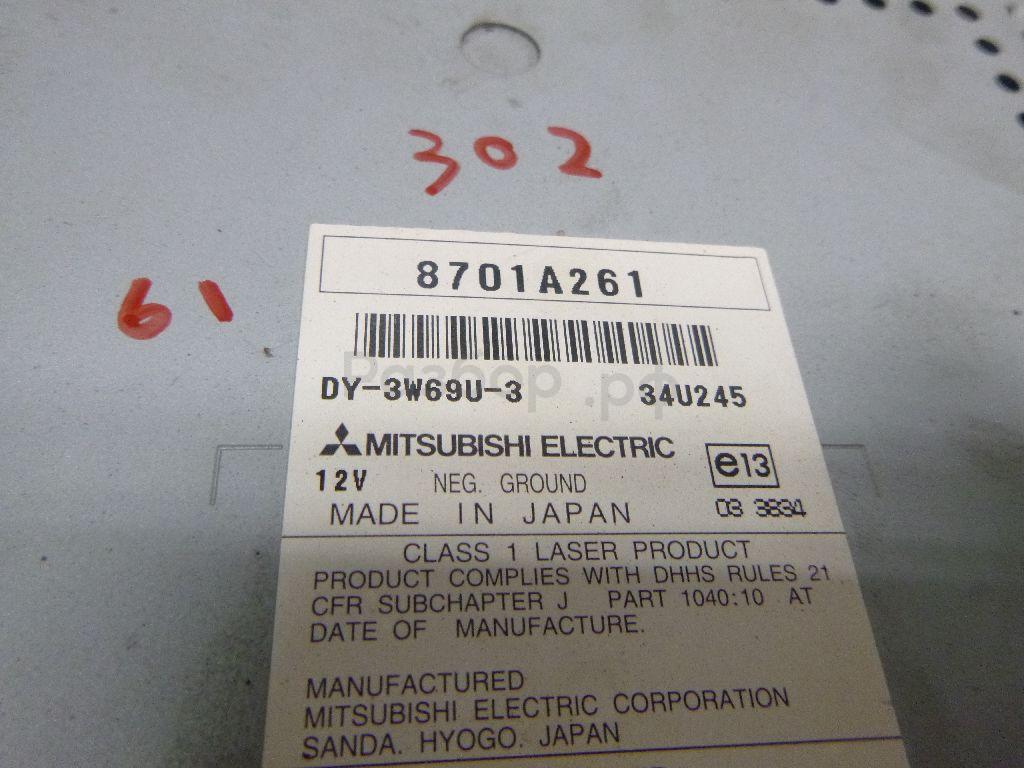 302
61
8701A261
Разбор.рф
DY-3W69U-3 34U245
MITSUBISHI ELECTRIC
e13
12V NEG. GROUND
MADE IN JAPAN 03 3834
CLASS 1 LASER PRODUCT
PRODUCT COMPLIES WITH DHHS RULES 21
CFR SUBCHAPTER J PART 1040:10 AT
DATE OF MANUFACTURE.
MANUFACTURED
MITSUBISHI ELECTRIC CORPORATION
SANDA. HYOGO. JAPAN